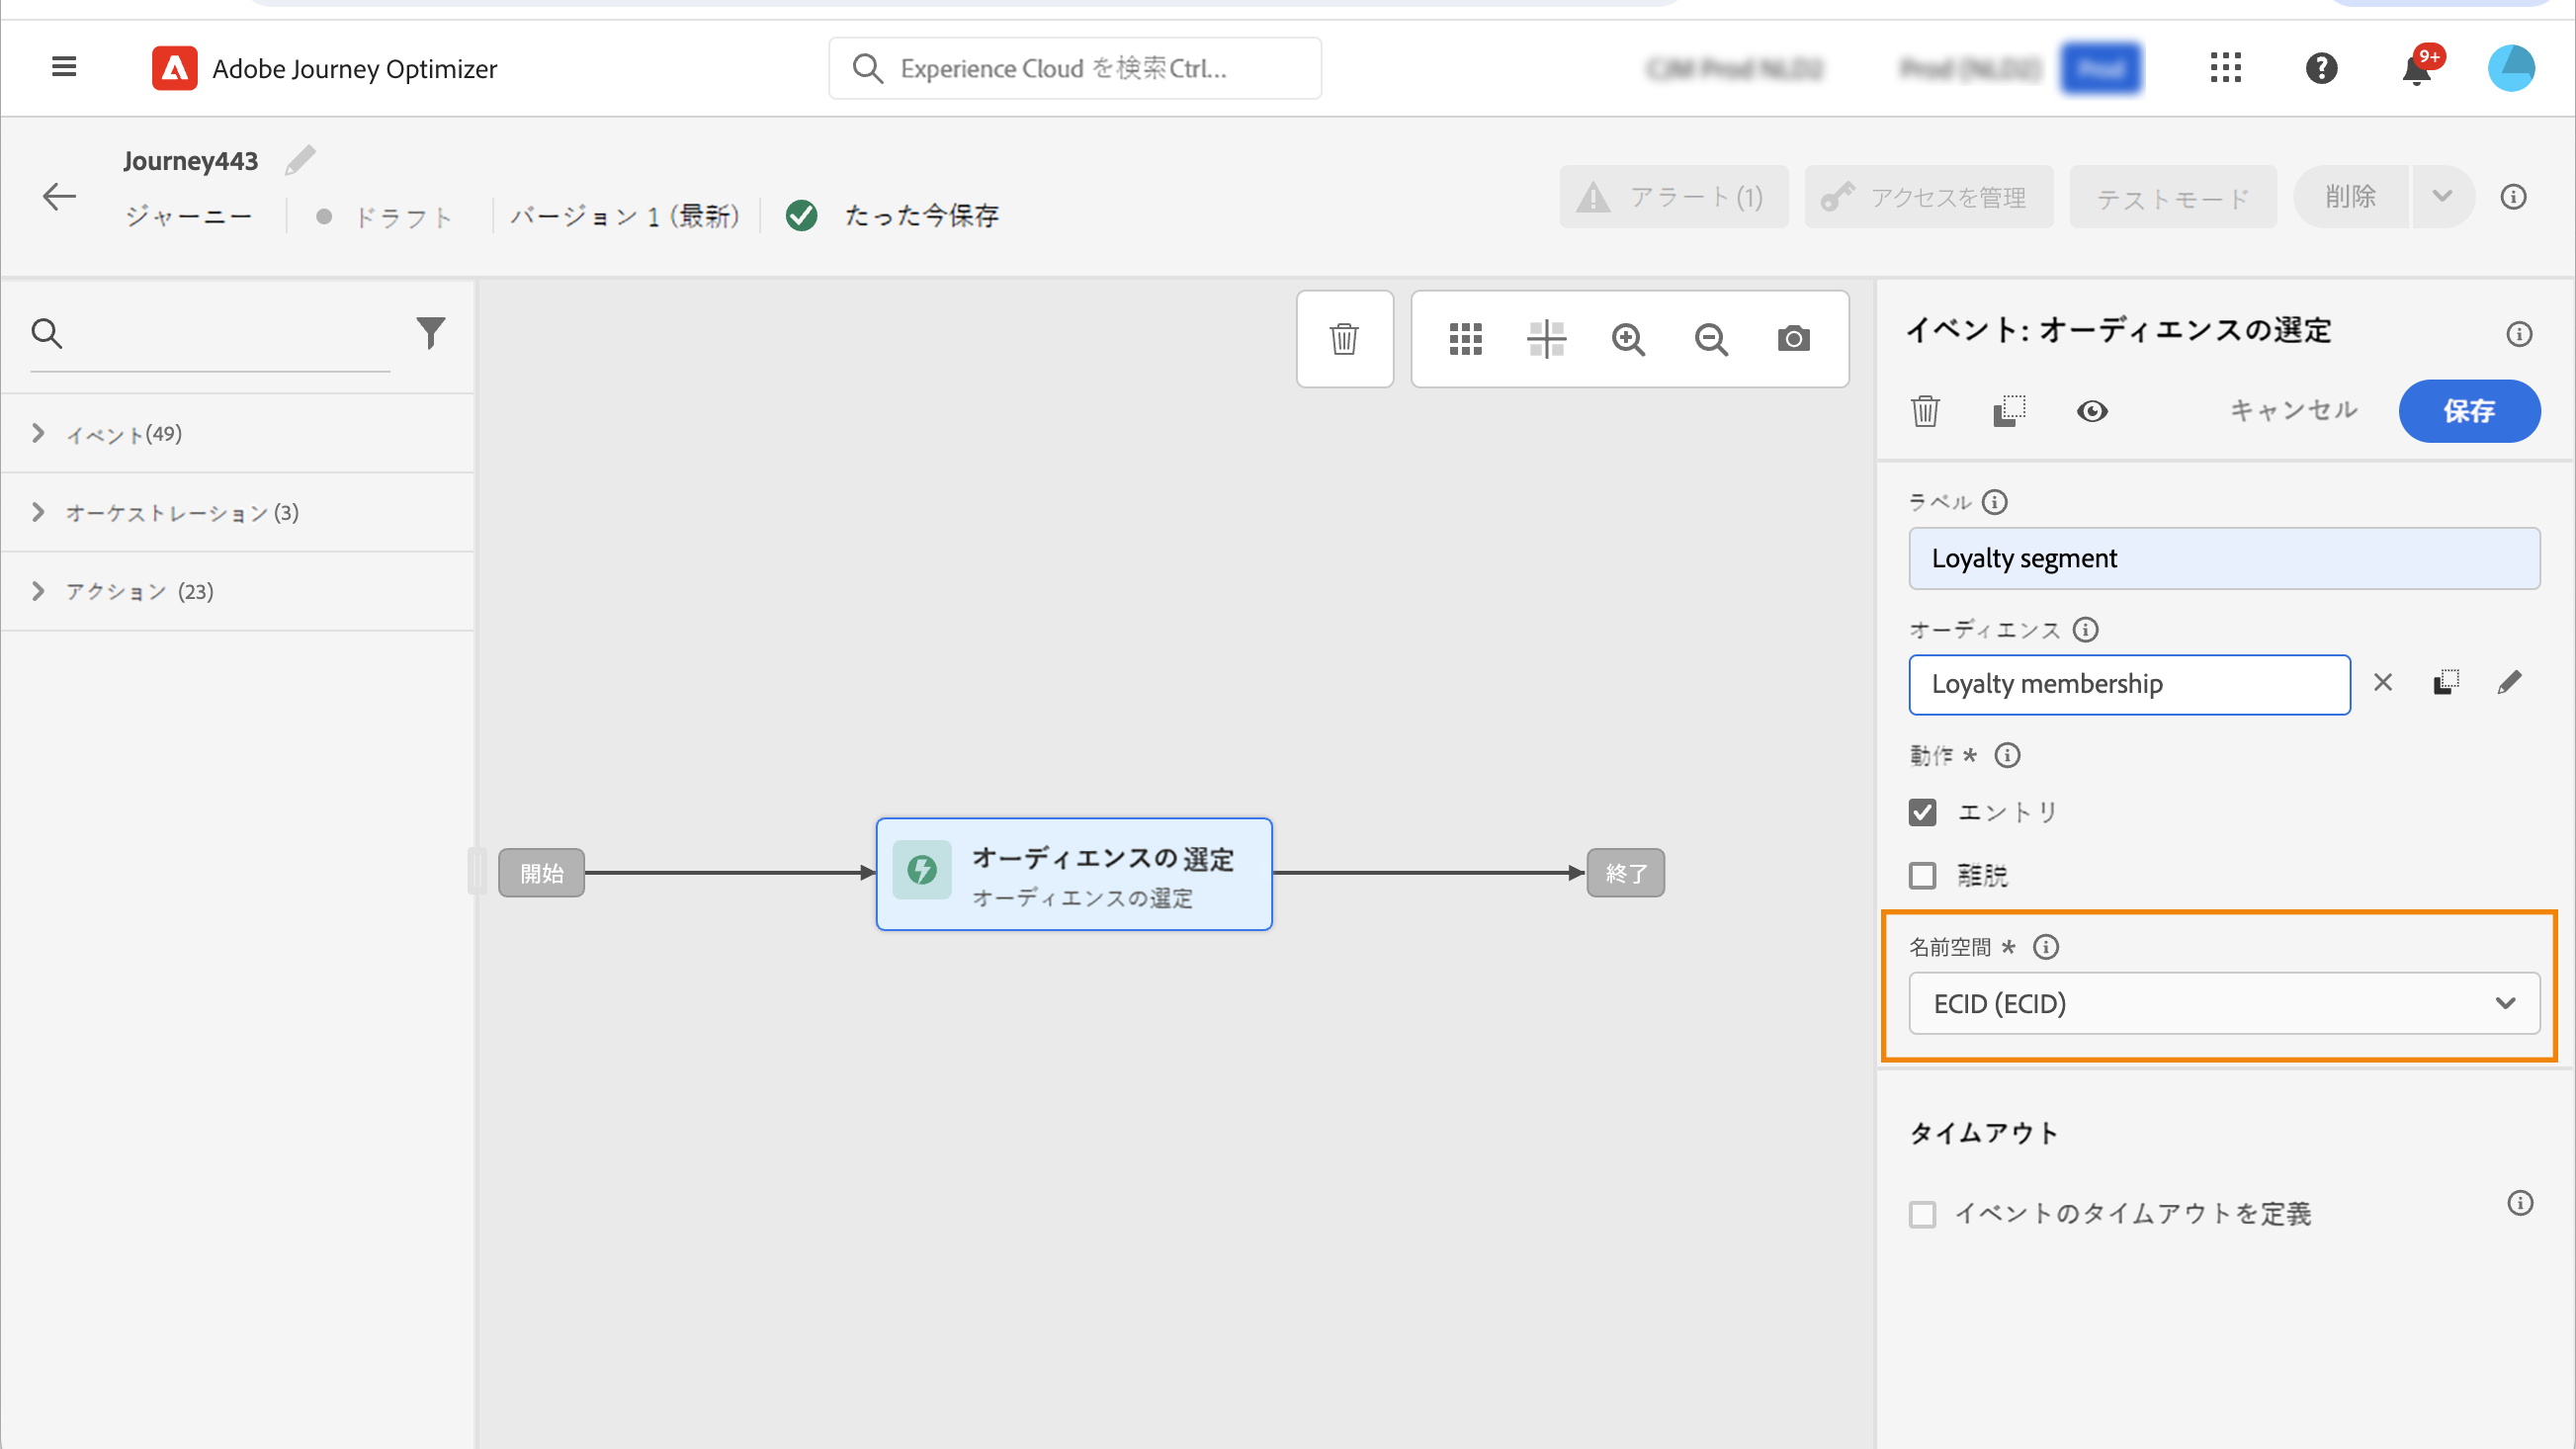 Adobe Journey Optimizer
Experience Cloud を検索Ctrl...
9+
Journey443
ジャーニー
ドラフト
バージョン 1 (最新)
たった今保存
アラート (1)
アクセスを管理
テストモード
削除
イベント(49)
オーケストレーション (3)
アクション (23)
開始
オーディエンスの選定
オーディエンスの選定
終了
イベント: オーディエンスの選定
キャンセル
保存
ラベル
Loyalty segment
オーディエンス
Loyalty membership
動作 *
エントリ
離脱
名前空間 *
ECID (ECID)
タイムアウト
イベントのタイムアウトを定義